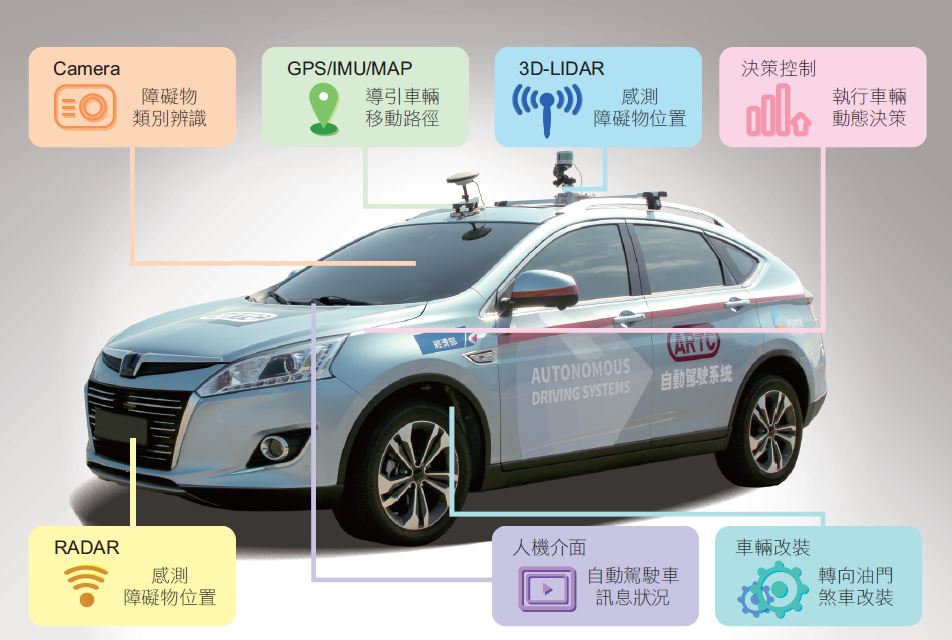 Camera
障礙物
類別辨識
GPS/IMU/MAP
導引車輛
移動路徑
3D-LIDAR
感測
障礙物位置
決策控制
執行車輛
動態決策
ARTC
經濟部
AUTONOMOUS
DRIVING SYSTEMS
ARTC
自動駕駛系統
RADAR
感測
障礙物位置
人機介面
自動駕駛車
訊息狀況
車輛改裝
轉向油門
煞車改裝